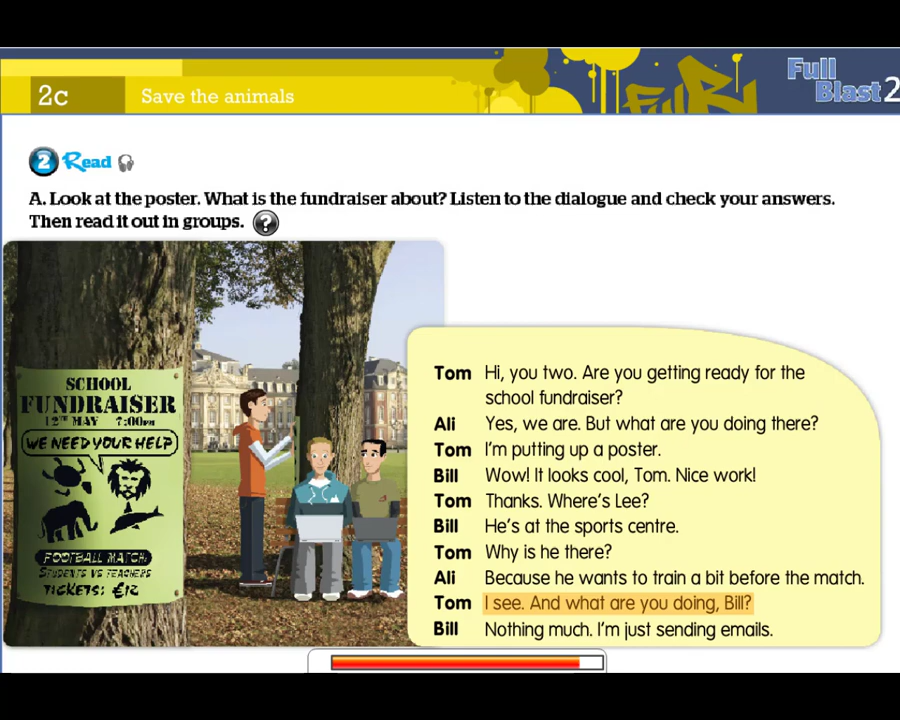 2c
Save the animals
Full
Blast 2
2 Read
A. Look at the poster. What is the fundraiser about? Listen to the dialogue and check your answers.
Then read it out in groups. ?
SCHOOL
FUNDRAISER
12TH MAY 7:00PM
WE NEED YOUR HELP
FOOTBALL MATCH:
STUDENTS VS TEACHERS
TICKETS: €12
Tom Hi, you two. Are you getting ready for the
school fundraiser?
Ali Yes, we are. But what are you doing there?
Tom I'm putting up a poster.
Bill Wow! It looks cool, Tom. Nice work!
Tom Thanks. Where's Lee?
Bill He's at the sports centre.
Tom Why is he there?
Ali Because he wants to train a bit before the match.
Tom I see. And what are you doing, Bill?
Bill Nothing much. I'm just sending emails.